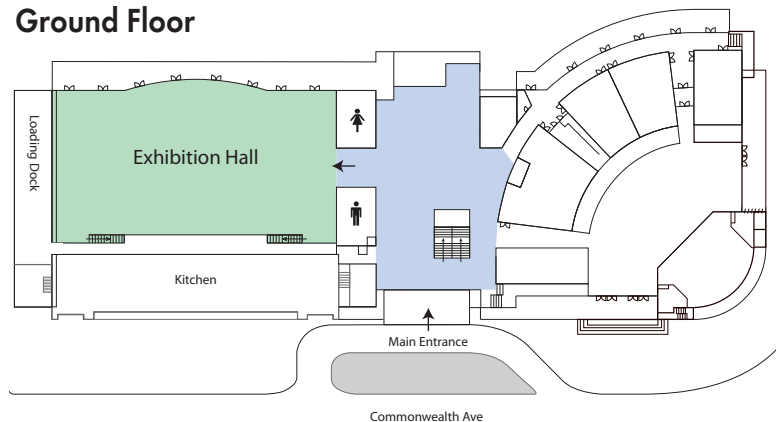 Ground Floor
Loading Dock
Exhibition Hall
Kitchen
Main Entrance
Commonwealth Ave